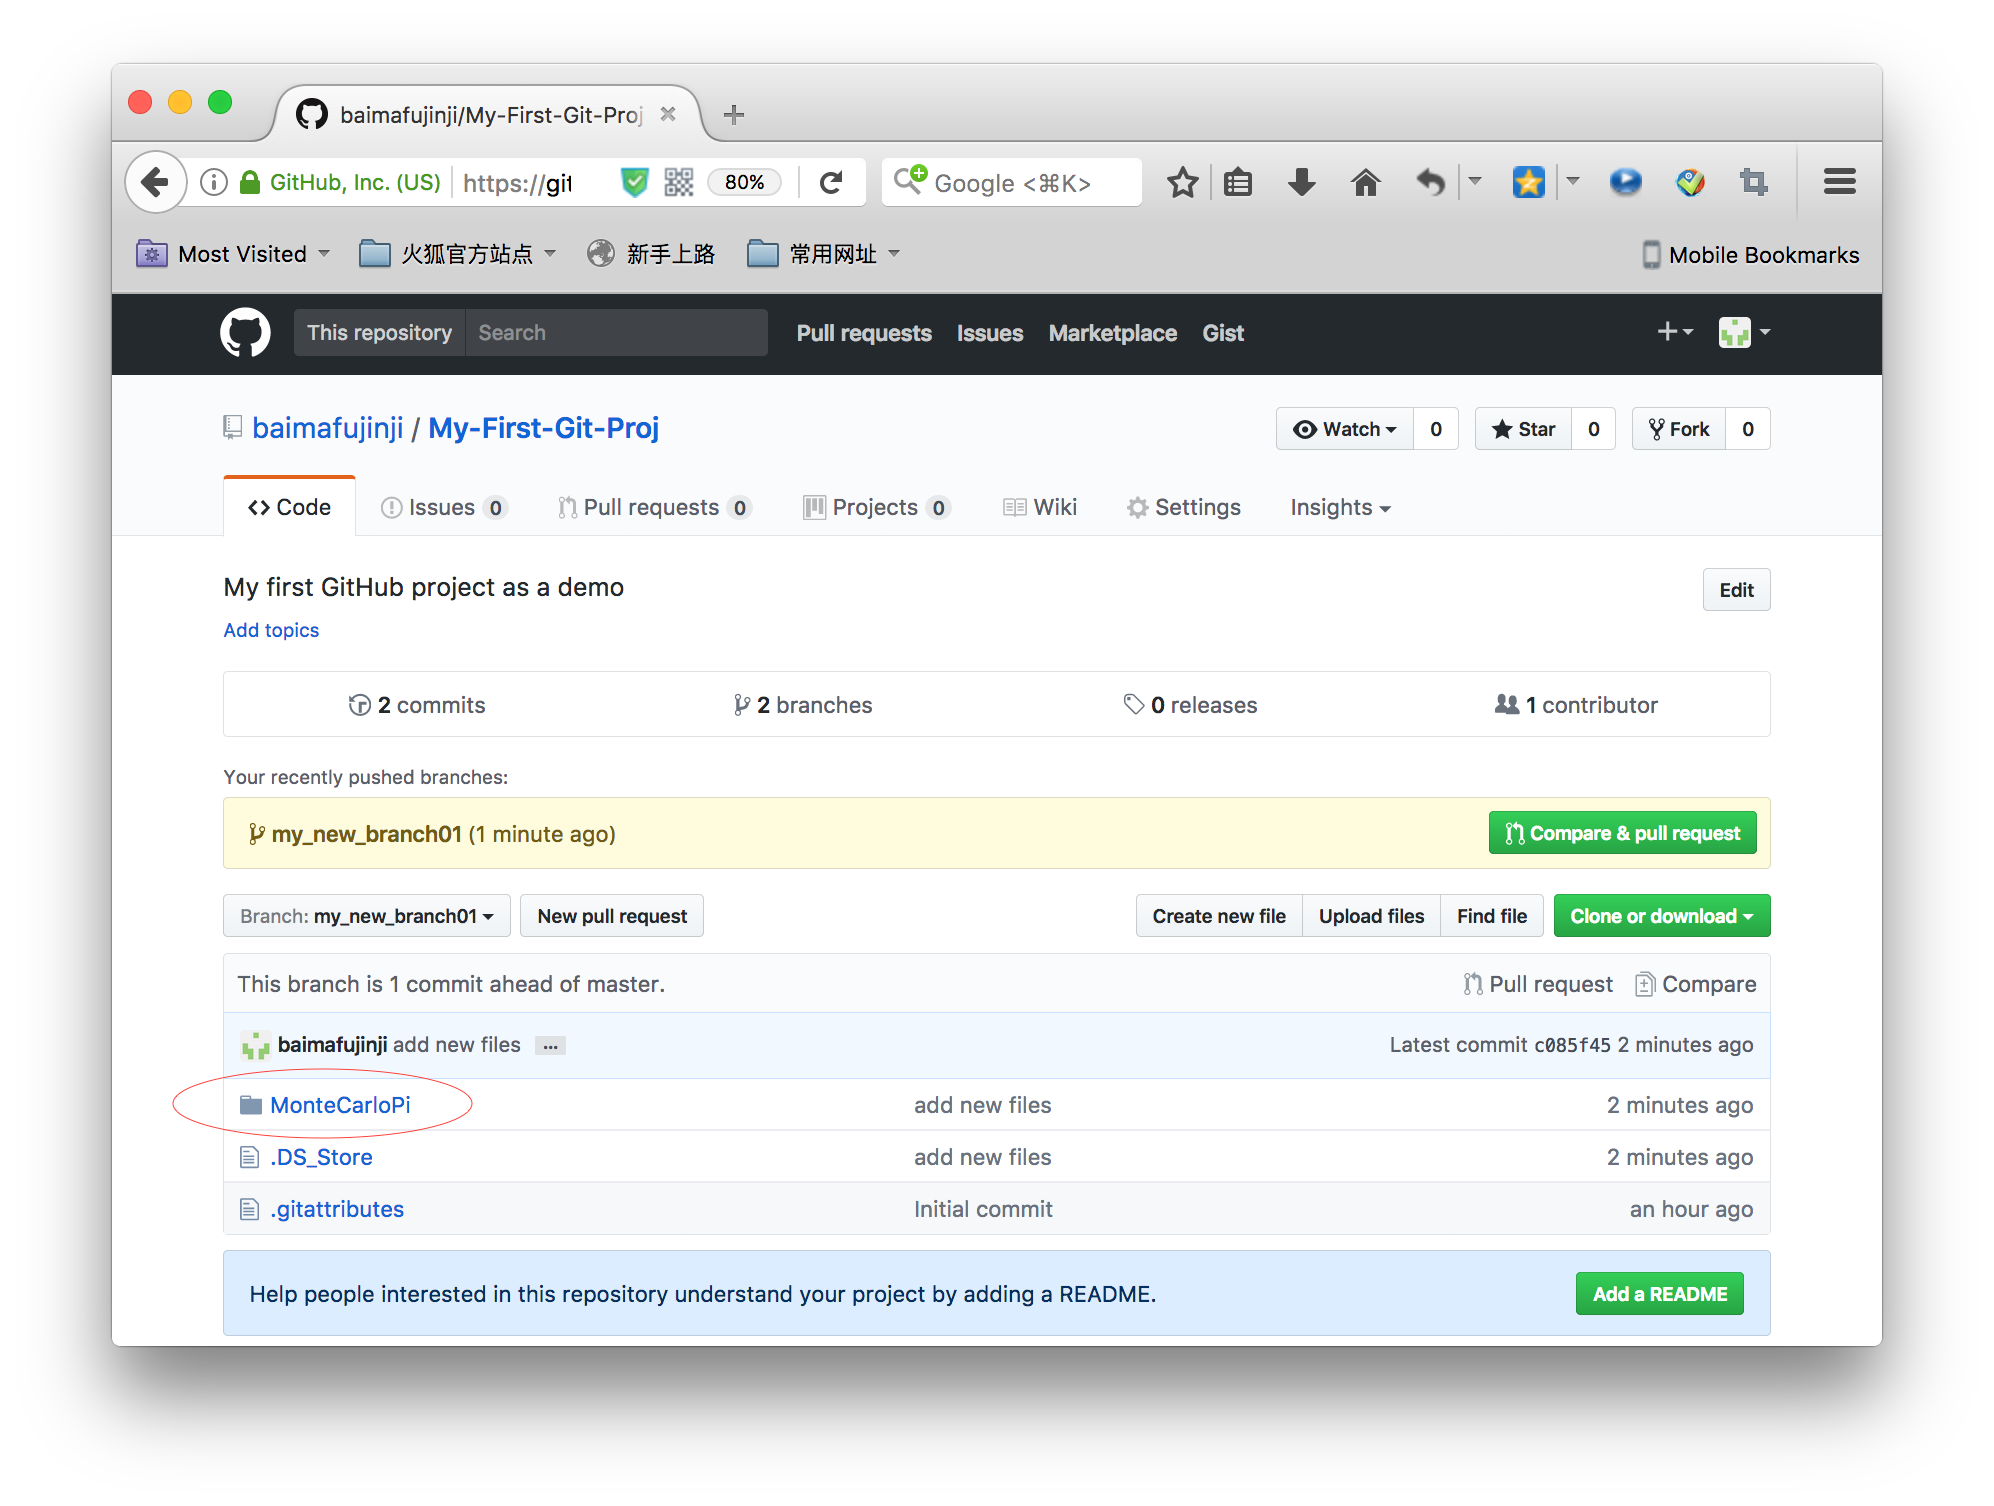 baimafujinji/My-First-Git-Proj
GitHub, Inc. (US) https://git 80% Google <⌘K>
Most Visited 火狐官方站点 新手上路 常用网址 Mobile Bookmarks
This repository Search Pull requests Issues Marketplace Gist
baimafujinji / My-First-Git-Proj Watch 0 Star 0 Fork 0
Code Issues 0 Pull requests 0 Projects 0 Wiki Settings Insights
My first GitHub project as a demo Edit
Add topics
2 commits 2 branches 0 releases 1 contributor
Your recently pushed branches:
my_new_branch01 (1 minute ago) Compare & pull request
Branch: my_new_branch01 New pull request Create new file Upload files Find file Clone or download
This branch is 1 commit ahead of master. Pull request Compare
baimafujinji add new files ... Latest commit c085f45 2 minutes ago
MonteCarloPi add new files 2 minutes ago
.DS_Store add new files 2 minutes ago
.gitattributes Initial commit an hour ago
Help people interested in this repository understand your project by adding a README. Add a README